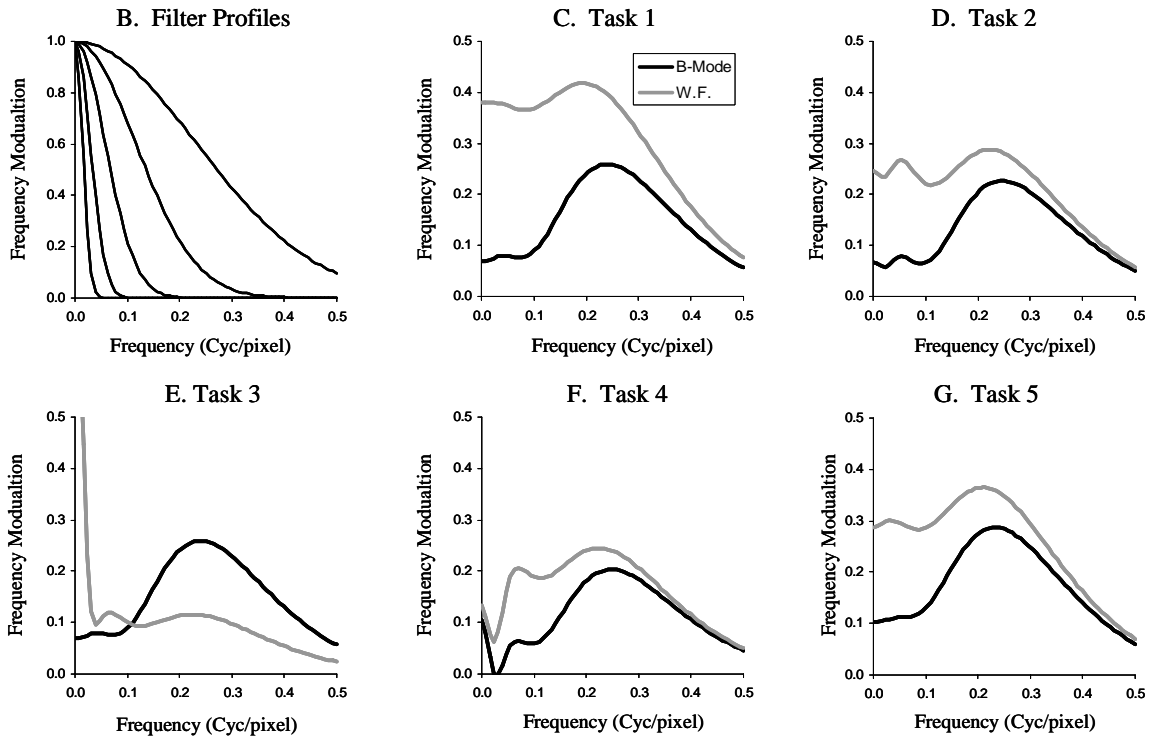 B. Filter Profiles
C. Task 1
D. Task 2
1.0
0.8
0.6
0.4
0.2
0.0
Frequency Modualtion
0.0 0.1 0.2 0.3 0.4 0.5
Frequency (Cyc/pixel)
0.5
0.4
0.3
0.2
0.1
0.0
Frequency Modualtion
B-Mode
W.F.
0.0 0.1 0.2 0.3 0.4 0.5
Frequency (Cyc/pixel)
0.5
0.4
0.3
0.2
0.1
0.0
Frequency Modualtion
0.0 0.1 0.2 0.3 0.4 0.5
Frequency (Cyc/pixel)
E. Task 3
F. Task 4
G. Task 5
0.5
0.4
0.3
0.2
0.1
0.0
Frequency Modualtion
0.0 0.1 0.2 0.3 0.4 0.5
Frequency (Cyc/pixel)
0.5
0.4
0.3
0.2
0.1
0.0
Frequency Modualtion
0.0 0.1 0.2 0.3 0.4 0.5
Frequency (Cyc/pixel)
0.5
0.4
0.3
0.2
0.1
0.0
Frequency Modualtion
0.0 0.1 0.2 0.3 0.4 0.5
Frequency (Cyc/pixel)